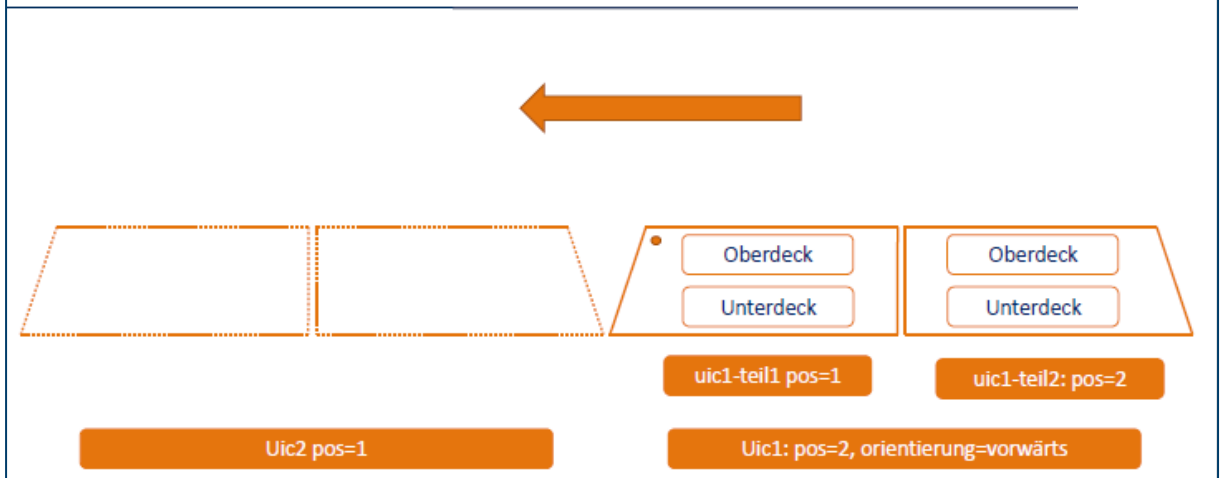 Oberdeck
Oberdeck
Unterdeck
Unterdeck
uic1-teil1 pos=1
uic1-teil2: pos=2
Uic2 pos=1
Uic1: pos=2, orientierung=vorwärts